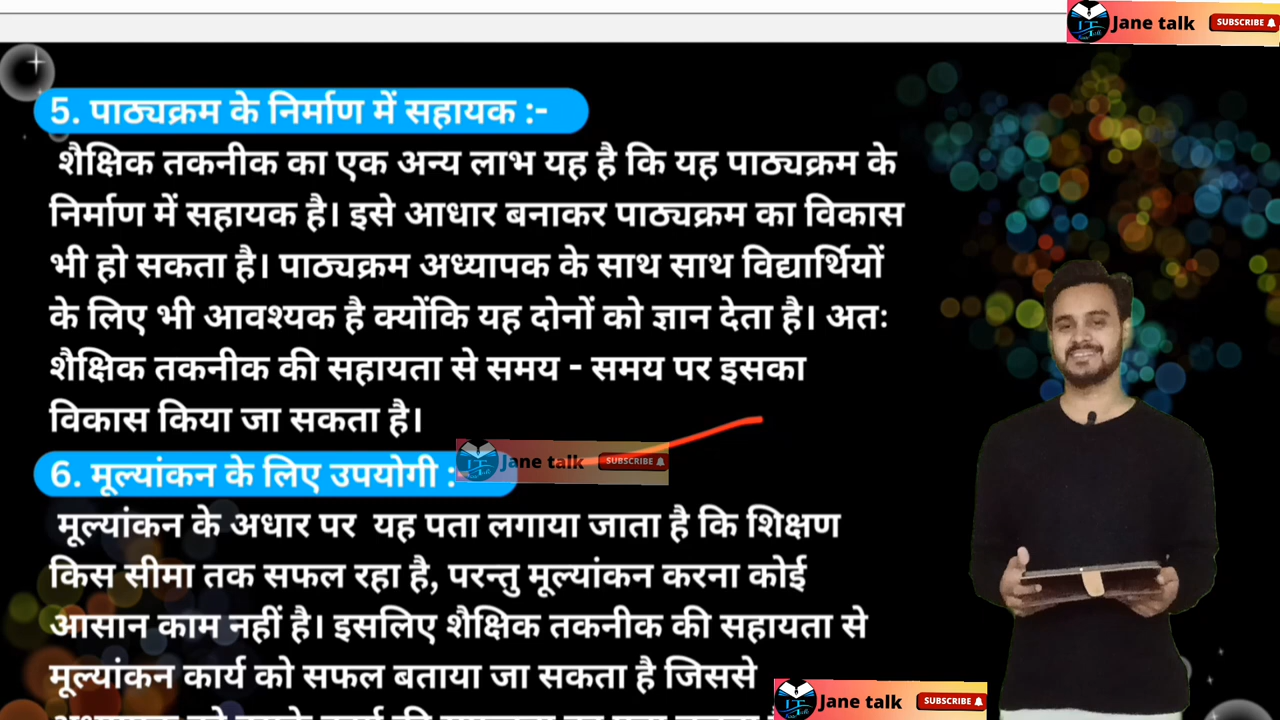 Jane talk SUBSCRIBE
5. पाठ्यक्रम के निर्माण में सहायक :-
शैक्षिक तकनीक का एक अन्य लाभ यह है कि यह पाठ्यक्रम के
निर्माण में सहायक है। इसे आधार बनाकर पाठ्यक्रम का विकास
भी हो सकता है। पाठ्यक्रम अध्यापक के साथ साथ विद्यार्थियों
के लिए भी आवश्यक है क्योंकि यह दोनों को ज्ञान देता है। अतः
शैक्षिक तकनीक की सहायता से समय - समय पर इसका
विकास किया जा सकता है।
6. मूल्यांकन के लिए उपयोगी :
Jane talk SUBSCRIBE
मूल्यांकन के अधार पर यह पता लगाया जाता है कि शिक्षण
किस सीमा तक सफल रहा है, परन्तु मूल्यांकन करना कोई
आसान काम नहीं है। इसलिए शैक्षिक तकनीक की सहायता से
मूल्यांकन कार्य को सफल बताया जा सकता है जिससे
Jane talk SUBSCRIBE